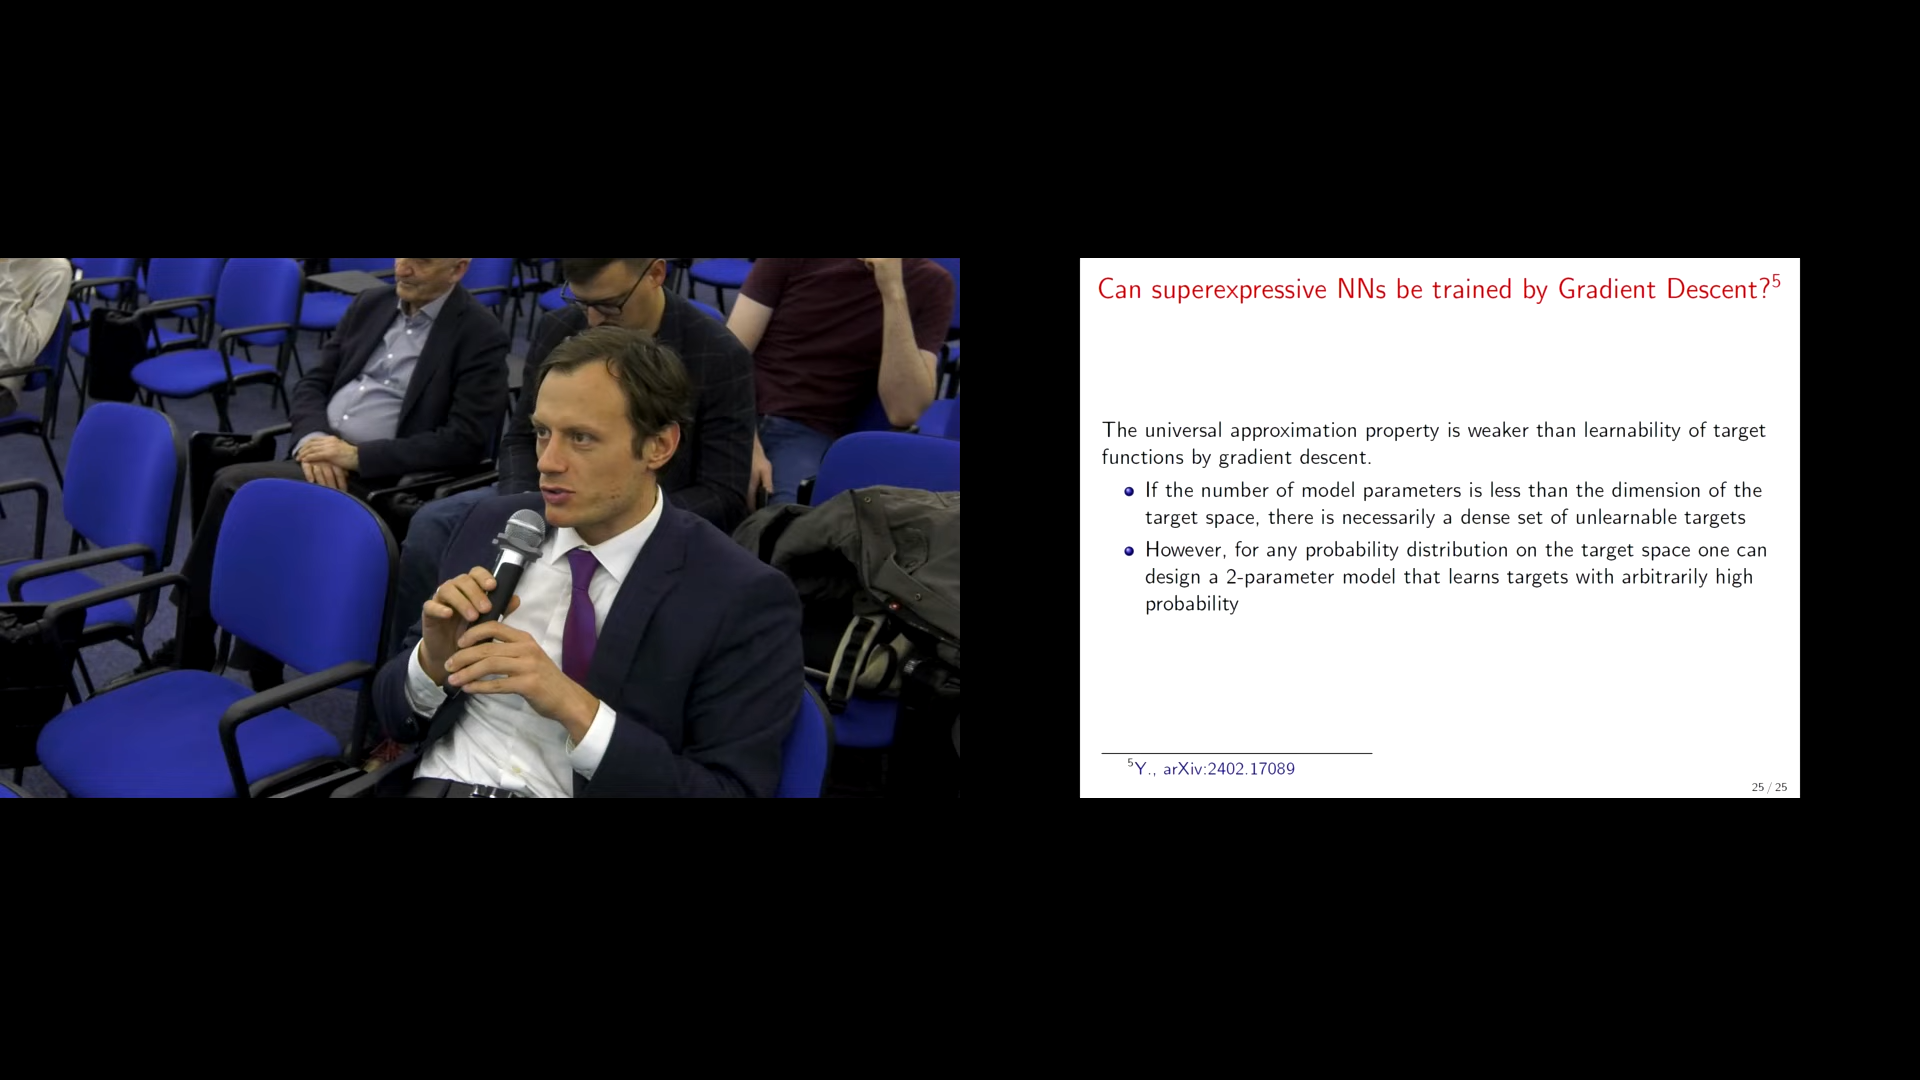 Can superexpressive NNs be trained by Gradient Descent?⁵
The universal approximation property is weaker than learnability of target
functions by gradient descent.
If the number of model parameters is less than the dimension of the
target space, there is necessarily a dense set of unlearnable targets
However, for any probability distribution on the target space one can
design a 2-parameter model that learns targets with arbitrarily high
probability
⁵Y., arXiv:2402.17089
25 / 25